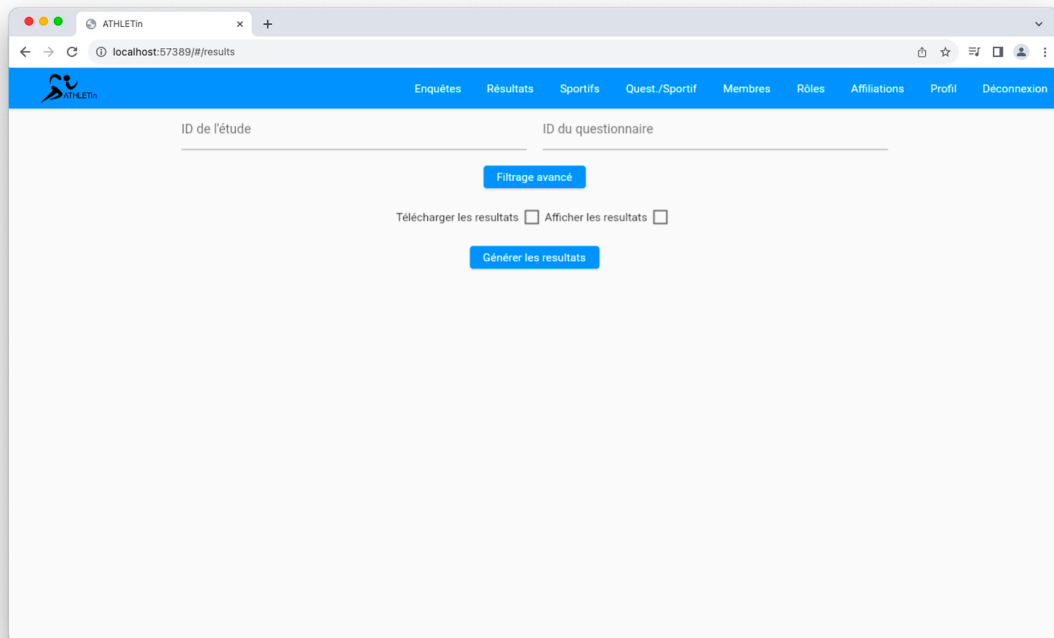 ATHLETin
localhost:57389/#/results
ATHLETin
Enquêtes Résultats Sportifs Quest./Sportif Membres Rôles Affiliations Profil Déconnexion
ID de l'étude ID du questionnaire
Filtrage avancé
Télécharger les resultats Afficher les resultats
Générer les resultats